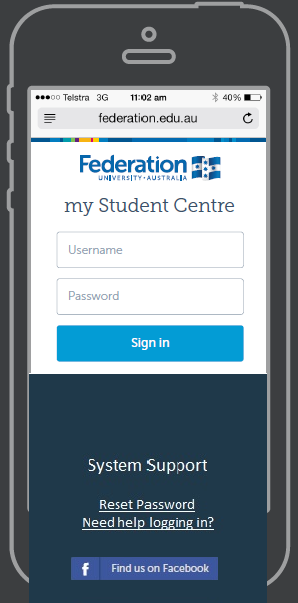 Telstra 3G 11:02 am 40%
federation.edu.au
Federation
UNIVERSITY • AUSTRALIA
my Student Centre
Username
Password
Sign in
System Support
Reset Password
Need help logging in?
f Find us on Facebook